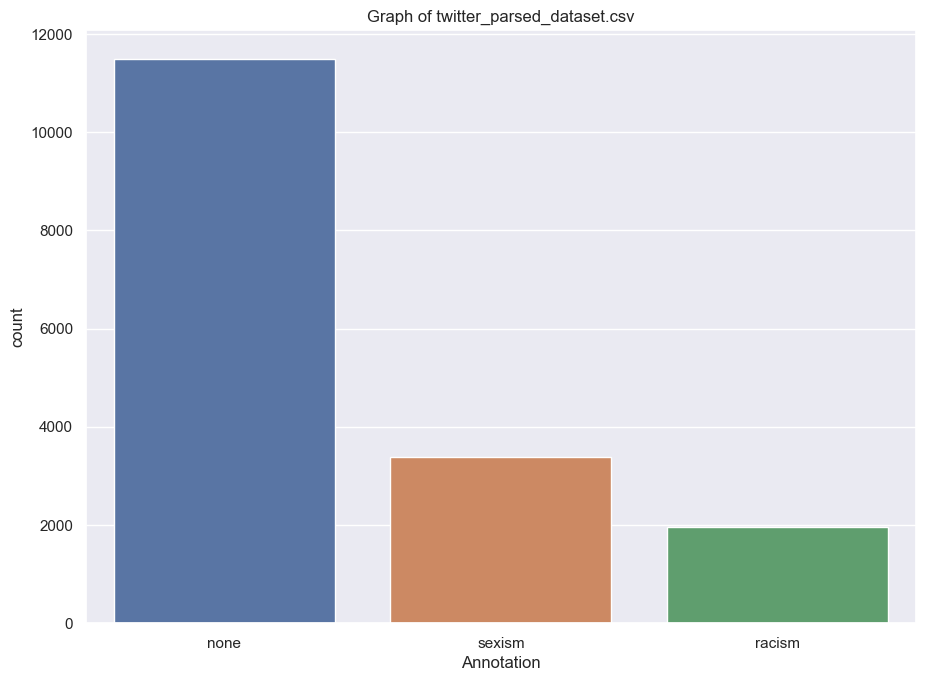 Graph of twitter_parsed_dataset.csv
12000
10000
8000
6000
4000
2000
0
count
none sexism racism
Annotation